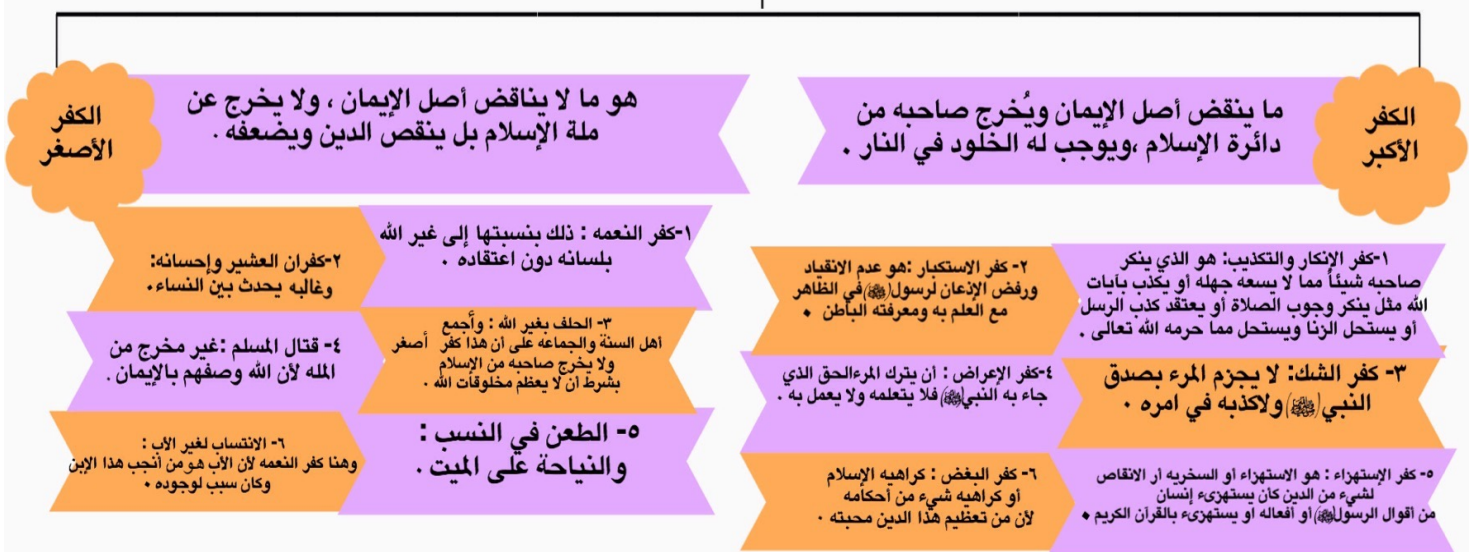 الكفر
الأكبر
ما ينقض أصل الإيمان ويُخرج صاحبه من
دائرة الإسلام ،ويوجب له الخلود في النار .
١-كفر الإنكار والتكذيب: هو الذي ينكر
صاحبه شيئاً مما لا يسعه جهله أو يكذب بآيات
الله مثل ينكر وجوب الصلاة أو يعتقد كذب الرسل
أو يستحل الزنا ويستحل مما حرمه الله تعالى .
٢- كفر الإستكبار :هو عدم الانقياد
ورفض الإذعان لرسول(ﷺ)في الظاهر
مع العلم به ومعرفته الباطن .
٣- كفر الشك: لا يجزم المرء بصدق
النبي(ﷺ)ولاكذبه في امره .
٤-كفر الإعراض : أن يترك المرءالحق الذي
جاء به النبي(ﷺ)فلا يتعلمه ولا يعمل به .
٥- كفر الإستهزاء : هو الاستهزاء أو السخريه أر الانقاص
لشيء من الدين كأن يستهزىء إنسان
من أقوال الرسول(ﷺ)أو أفعاله او يستهزىء بالقرآن الكريم .
٦- كفر البغض : كراهيه الإسلام
أو كراهيه شيء من أحكامه
لأن من تعظيم هذا الدين محبته .
الكفر
الأصغر
هو ما لا يناقض أصل الإيمان ، ولا يخرج عن
ملة الإسلام بل ينقص الدين ويضعفه .
١-كفر النعمه : ذلك بنسبتها إلى غير الله
بلسانه دون اعتقاده .
٢-كفران العشير وإحسانه:
وغالبه يحدث بين النساء.
٣- الحلف بغير الله : وأجمع
أهل السنة والجماعه على أن هذا كفر أصغر
ولا يخرج صاحبه من الإسلام
بشرط أن لا يعظم مخلوقات الله .
٤- قتال المسلم :غير مخرج من
المله لأن الله وصفهم بالإيمان .
٥- الطعن في النسب :
والنياحة على الميت .
٦- الانتساب لغير الأب :
وهنا كفر النعمه لأن الأب هو من أنجب هذا الإبن
وكان سبب لوجوده .